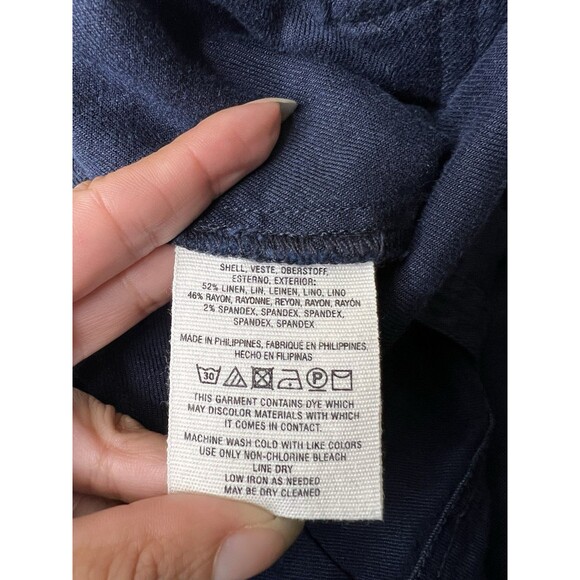 SHELL, VESTE, OBERSTOFF,
ESTERNO, EXTERIOR:
52% LINEN, LIN, LEINEN, LINO, LINO
46% RAYON, RAYONNE, REYON, RAYON, RAYÓN
2% SPANDEX, SPANDEX, SPANDEX,
SPANDEX, SPANDEX
MADE IN PHILIPPINES, FABRIQUÉ EN PHILIPPINES,
HECHO EN FILIPINAS
30 P
THIS GARMENT CONTAINS DYE WHICH
MAY DISCOLOR MATERIALS WITH WHICH
IT COMES IN CONTACT.
MACHINE WASH COLD WITH LIKE COLORS
USE ONLY NON-CHLORINE BLEACH
LINE DRY
LOW IRON AS NEEDED
MAY BE DRY CLEANED